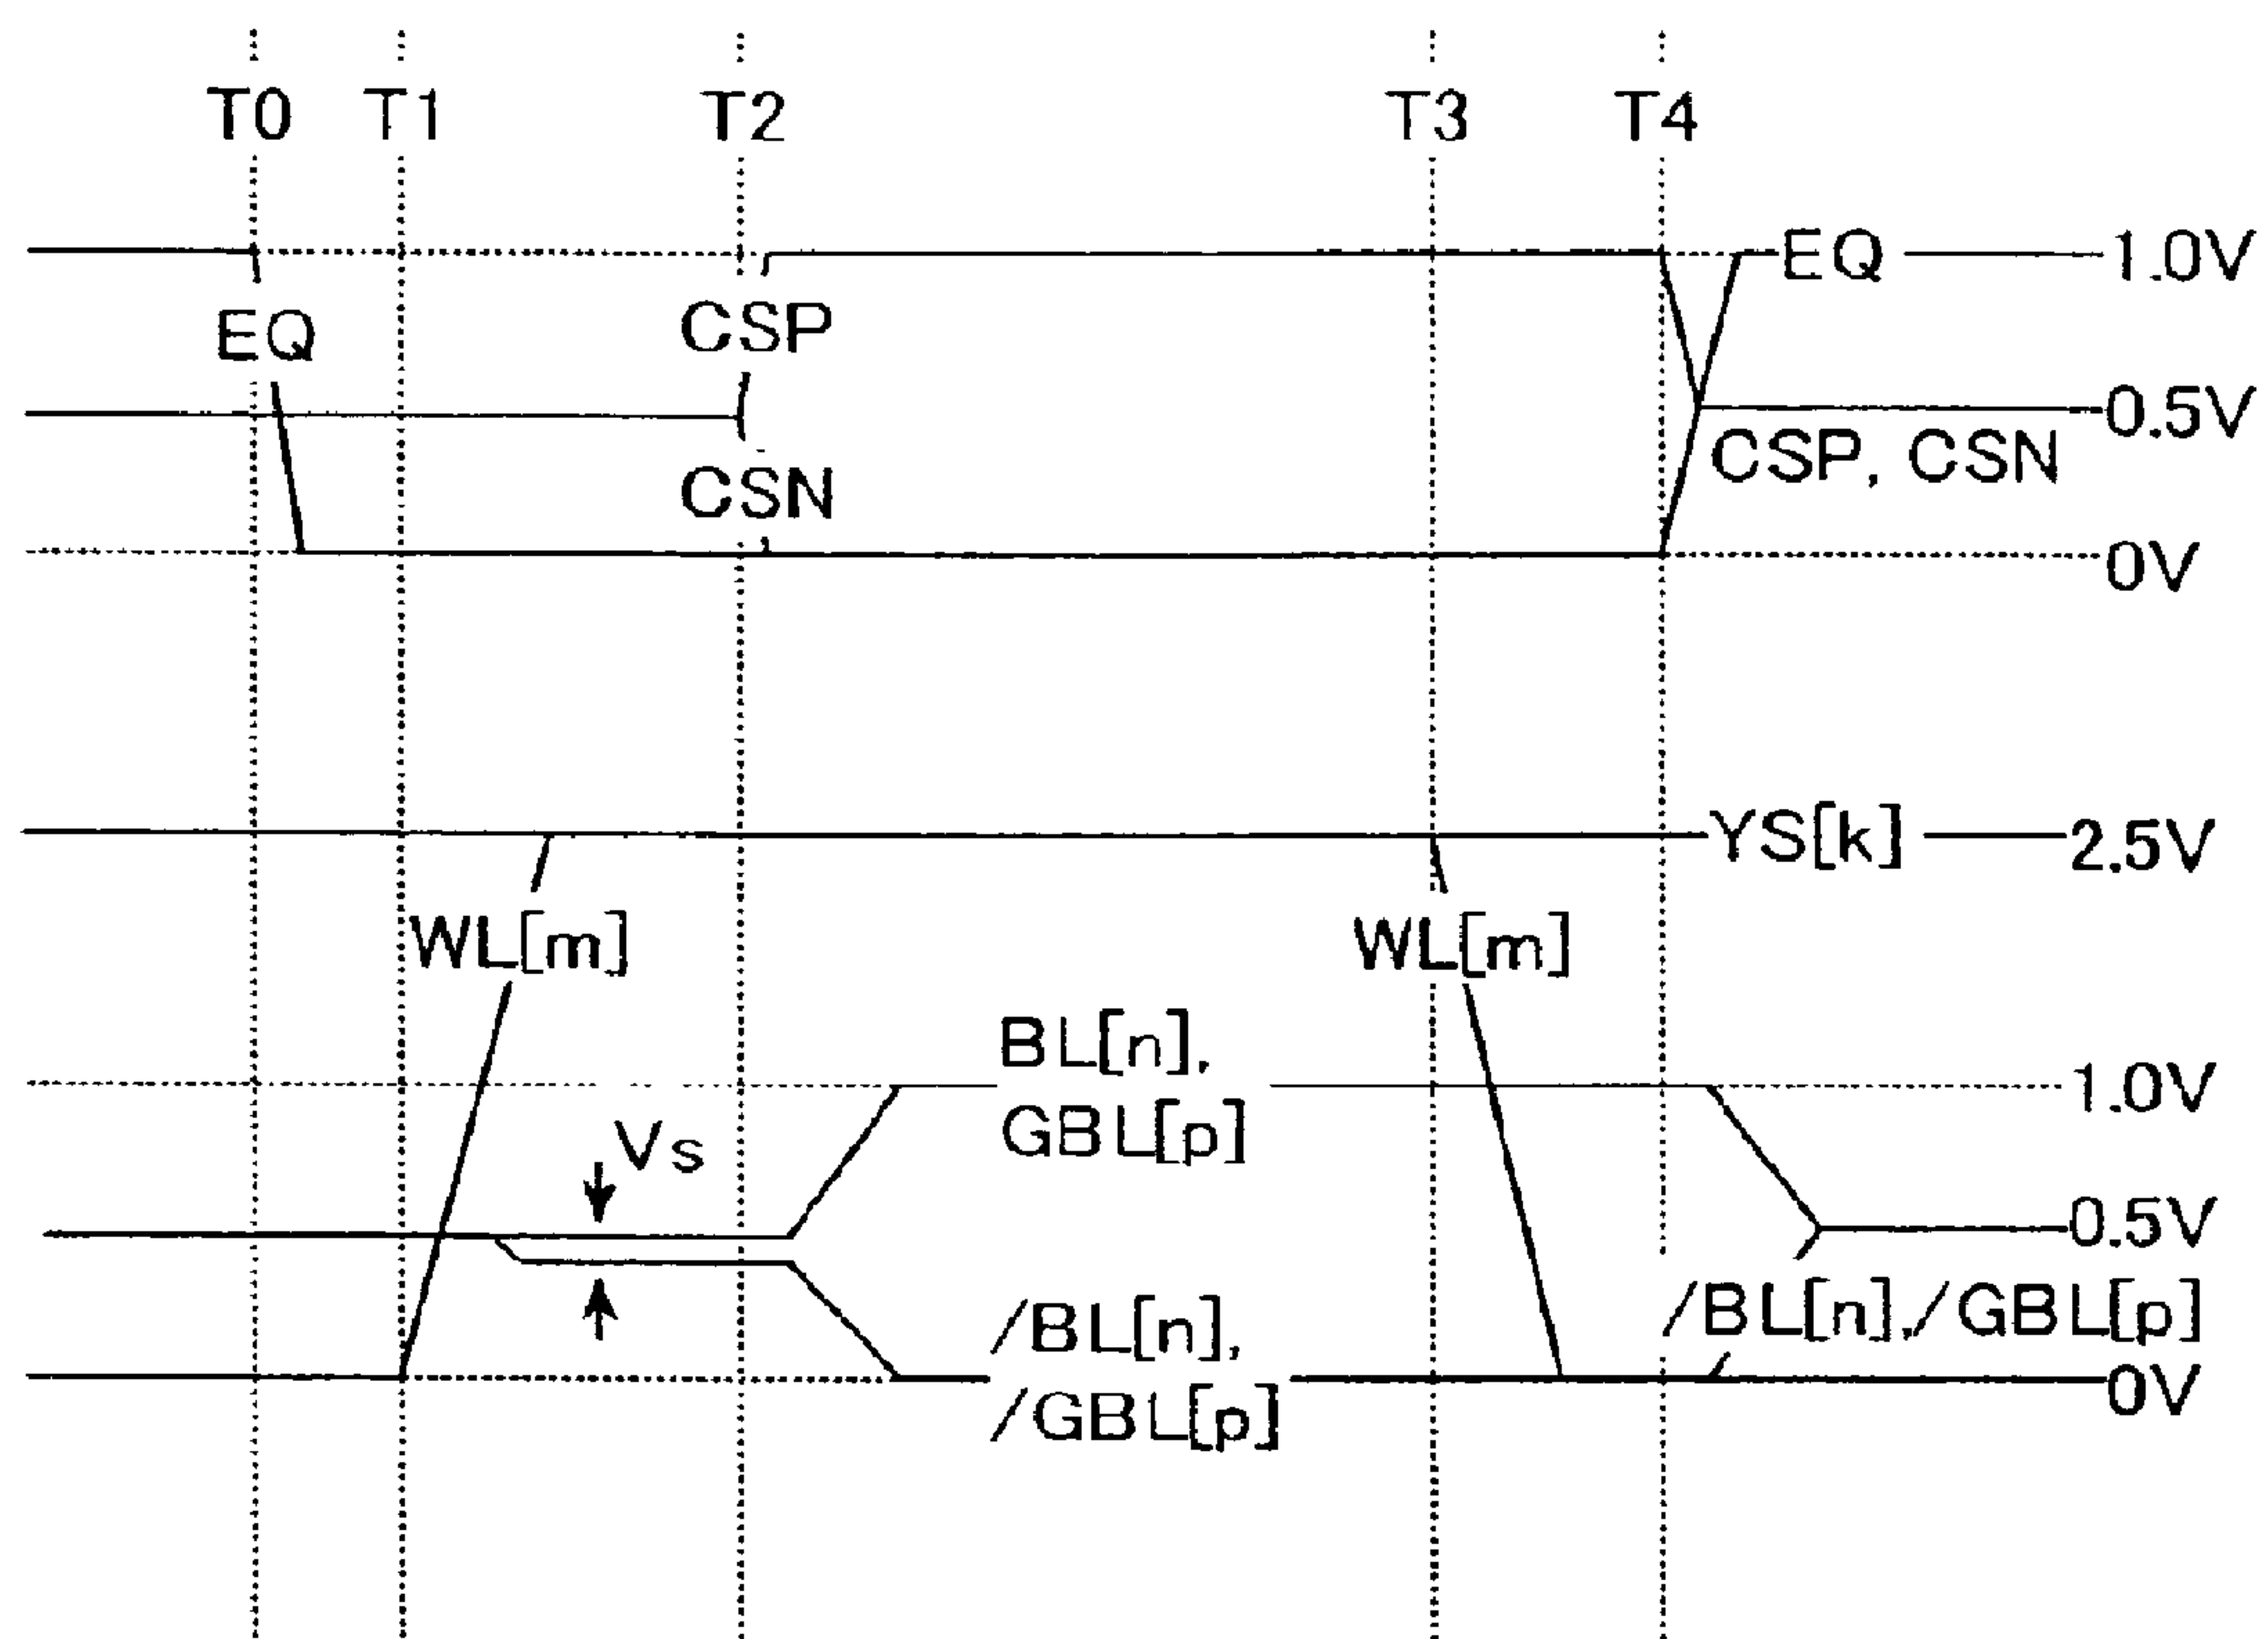 T0 T1 T2 T3 T4
EQ 1.0V
EQ CSP
0.5V
CSP, CSN
CSN
0V
YS[k] 2.5V
WL[m] WL[m]
BL[n],
GBL[p]
1.0V
Vs
0.5V
/BL[n],
/GBL[p]
/BL[n],/GBL[p]
0V